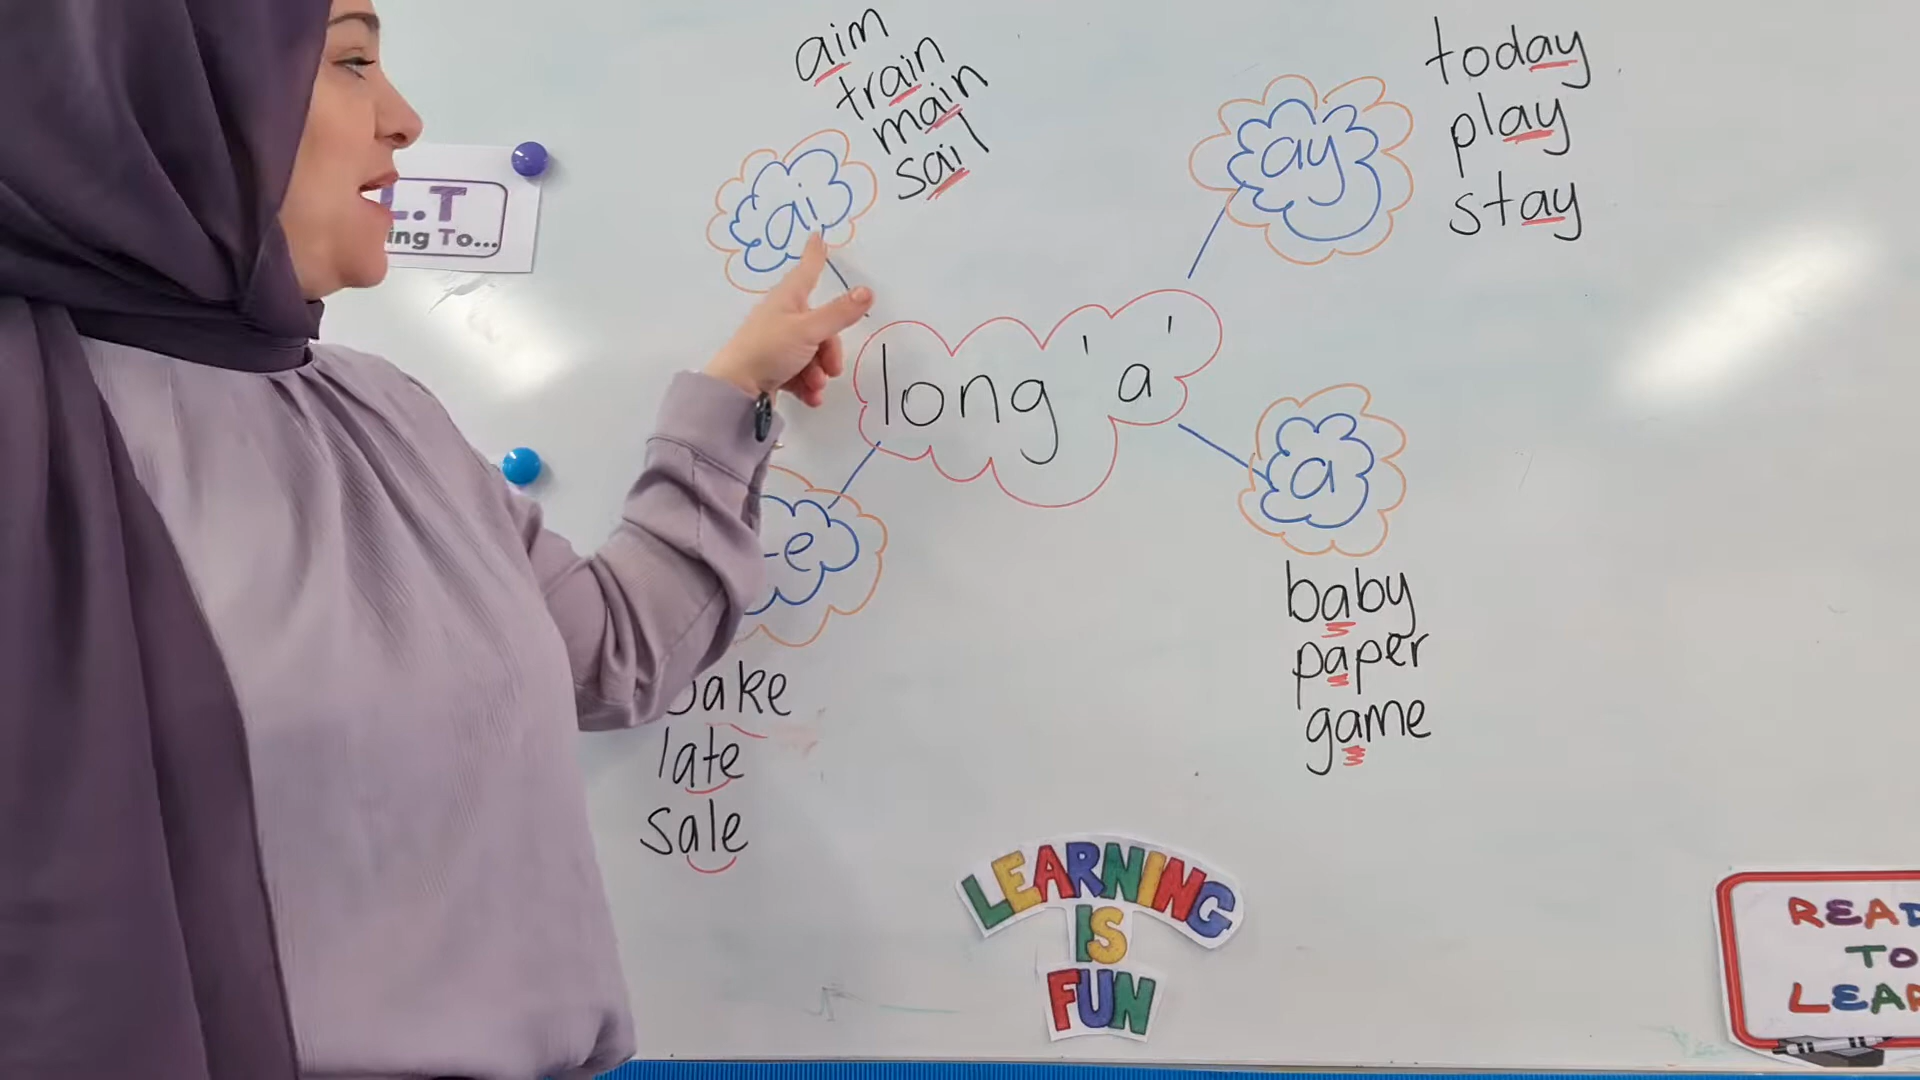 aim
train
main
sail
ai
ay
today
play
stay
L.T
ing To...
long 'a'
-e
a
baby
paper
game
ake
late
sale
LEARNING
IS
FUN
READ
TO
LEAR